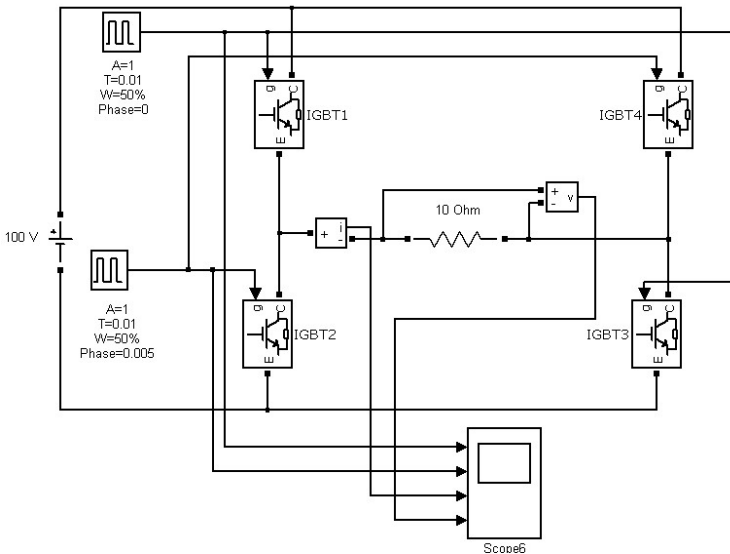 A=1
T=0.01
W=50%
Phase=0
g
C
E
IGBT1
g
C
E
IGBT4
100 V
+
A=1
T=0.01
W=50%
Phase=0.005
+
i
-
10 Ohm
+
-
v
g
C
E
IGBT2
g
C
E
IGBT3
Scope6